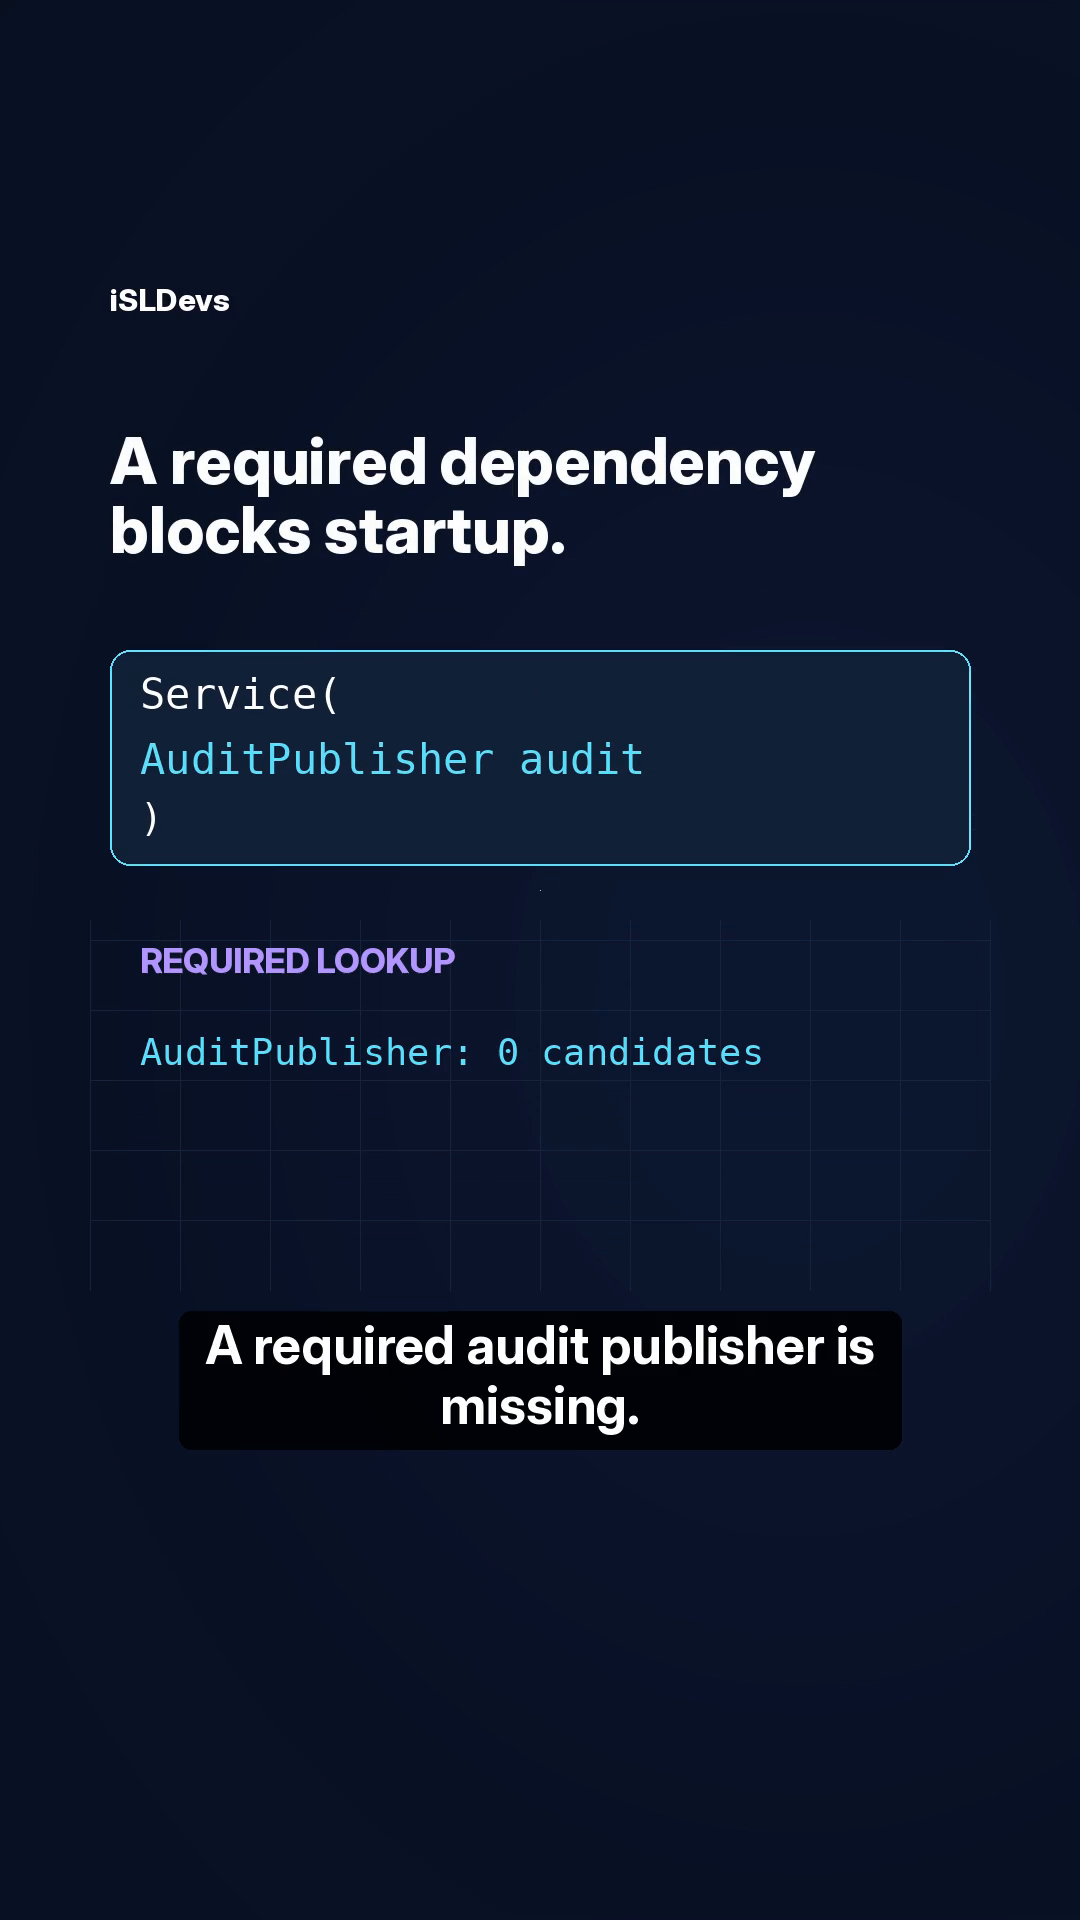 iSLDevs
A required dependency
blocks startup.
Service(
AuditPublisher audit
)
REQUIRED LOOKUP
AuditPublisher: 0 candidates
A required audit publisher is
missing.